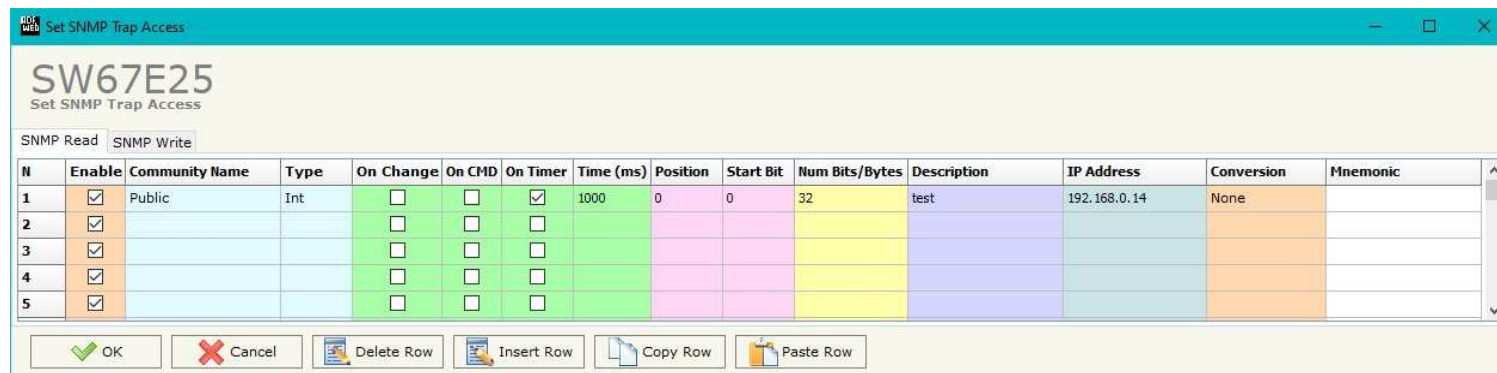 ADF
WEB Set SNMP Trap Access
SW67E25
Set SNMP Trap Access
SNMP Read SNMP Write
N Enable Community Name Type On Change On CMD On Timer Time (ms) Position Start Bit Num Bits/Bytes Description IP Address Conversion Mnemonic
1 Public Int 1000 0 0 32 test 192.168.0.14 None
2
3
4
5
OK Cancel Delete Row Insert Row Copy Row Paste Row